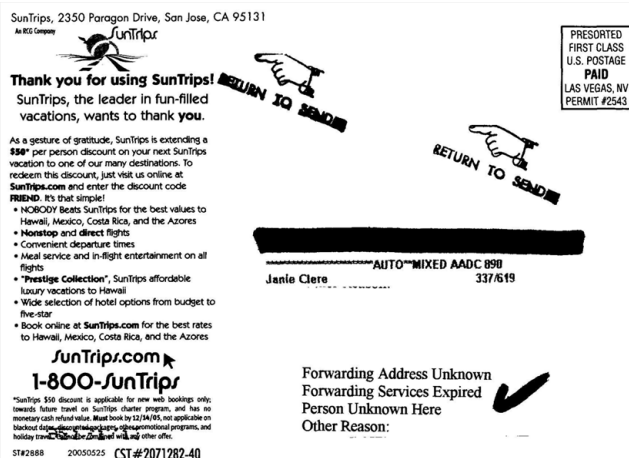 SunTrips, 2350 Paragon Drive, San Jose, CA 95131
An RCG Company
SunTrips
Thank you for using SunTrips!
SunTrips, the leader in fun-filled
vacations, wants to thank you.
As a gesture of gratitude, SunTrips is extending a
$50* per person discount on your next SunTrips
vacation to one of our many destinations. To
redeem this discount, just visit us online at
SunTrips.com and enter the discount code
FRIEND. It's that simple!
• NOBODY Beats SunTrips for the best values to
Hawaii, Mexico, Costa Rica, and the Azores
• Nonstop and direct flights
• Convenient departure times
• Meal service and in-flight entertainment on all
flights
• "Prestige Collection", SunTrips affordable
luxury vacations to Hawaii
• Wide selection of hotel options from budget to
five-star
• Book online at SunTrips.com for the best rates
to Hawaii, Mexico, Costa Rica, and the Azores
SunTrips.com
1-800-SunTrips
*SunTrips $50 discount is applicable for new web bookings only;
towards future travel on SunTrips charter program, and has no
monetary cash refund value. Must book by 12/14/05, not applicable on
blackout dates, discounted packages, other promotional programs, and
holiday travel. Cannot be combined with any other offer.
ST#2888 20050525 CST#2071282-40
PRESORTED
FIRST CLASS
U.S. POSTAGE
PAID
LAS VEGAS, NV
PERMIT #2543
RETURN TO SENDER
RETURN TO SENDER
AUTO**MIXED AADC 890
Janie Clere 337/619
Forwarding Address Unknown
Forwarding Services Expired
Person Unknown Here
Other Reason: